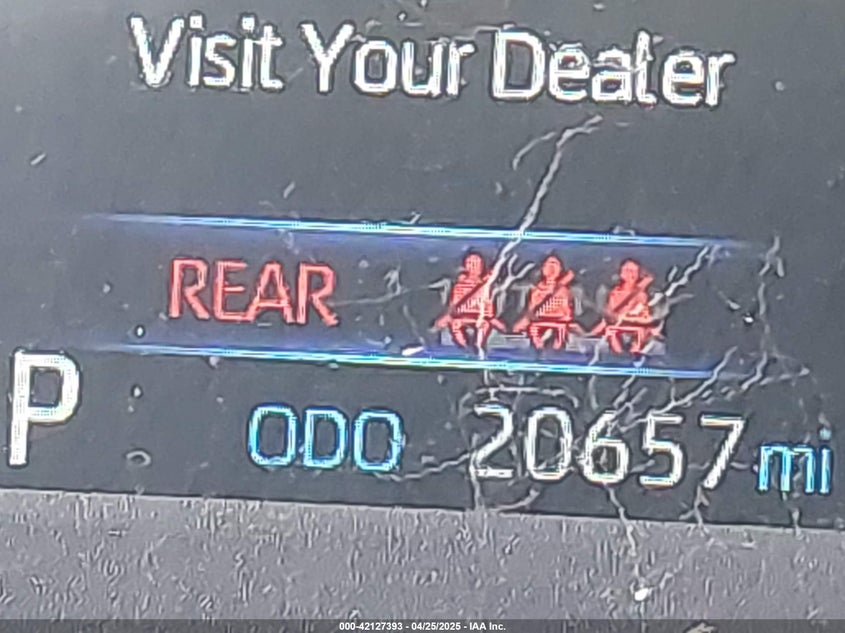 Visit Your Dealer
REAR
P
ODO 20657 mi
000-42127393 - 04/25/2025 - IAA Inc.